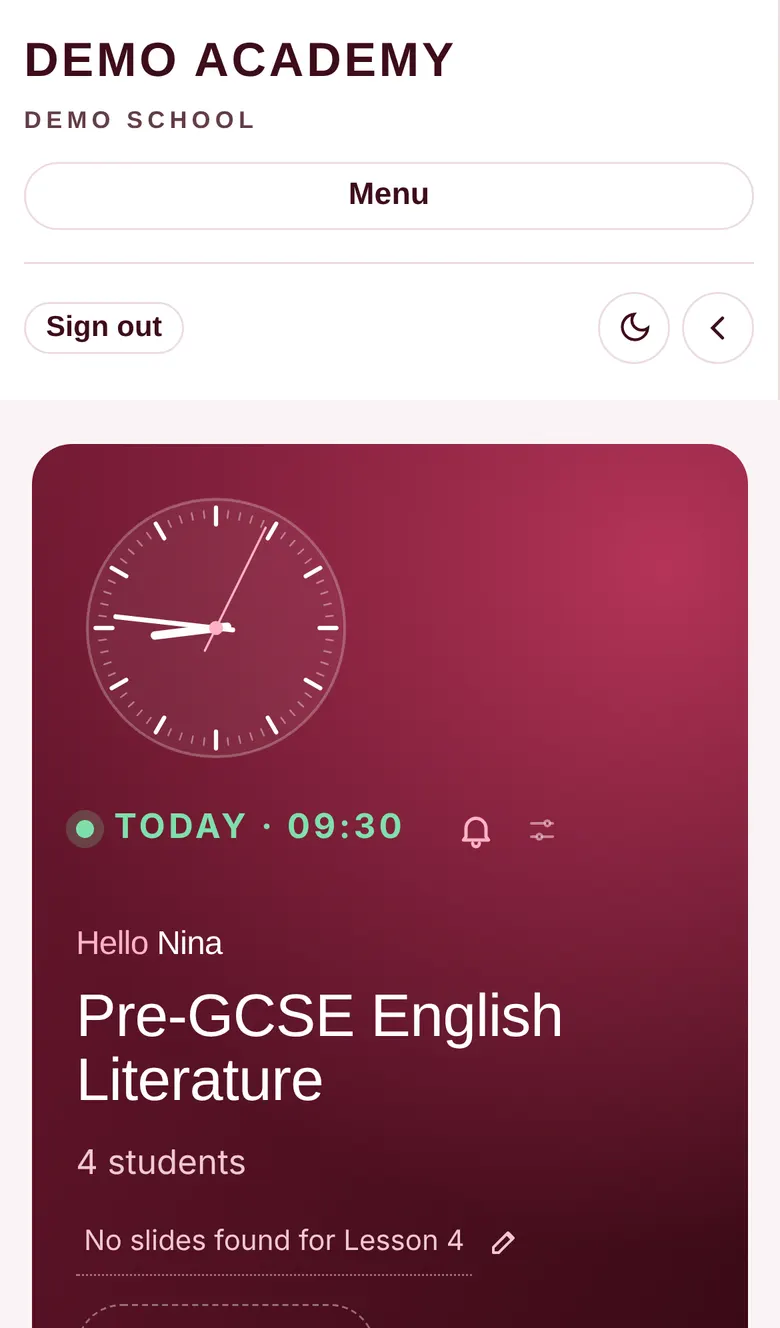 DEMO ACADEMY
DEMO SCHOOL
Menu
Sign out
TODAY · 09:30
Hello Nina
Pre-GCSE English
Literature
4 students
No slides found for Lesson 4